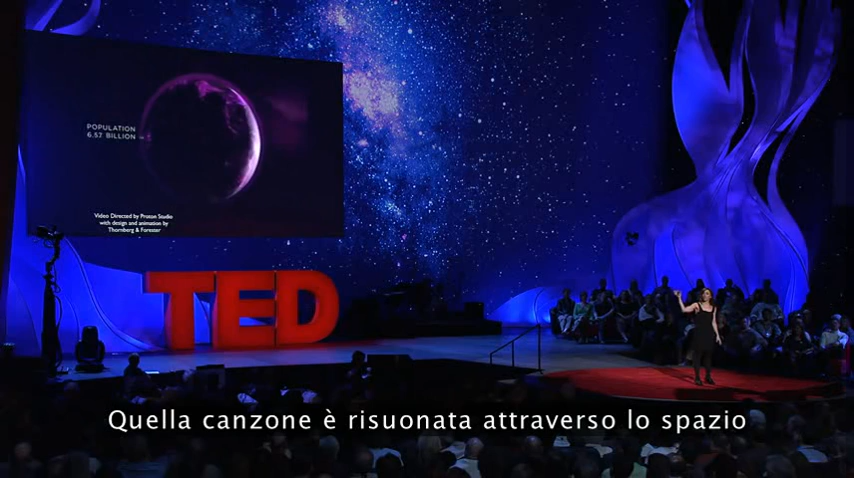 POPULATION
6.57 BILLION
Video Directed by Proton Studio
with design and animation by
Thornberg & Forester
TED
Quella canzone è risuonata attraverso lo spazio